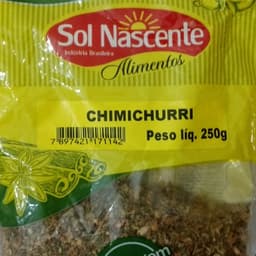 Sol Nascente
Indústria Brasileira
Alimentos
CHIMICHURRI
Peso líq. 250g
7 897421 171142